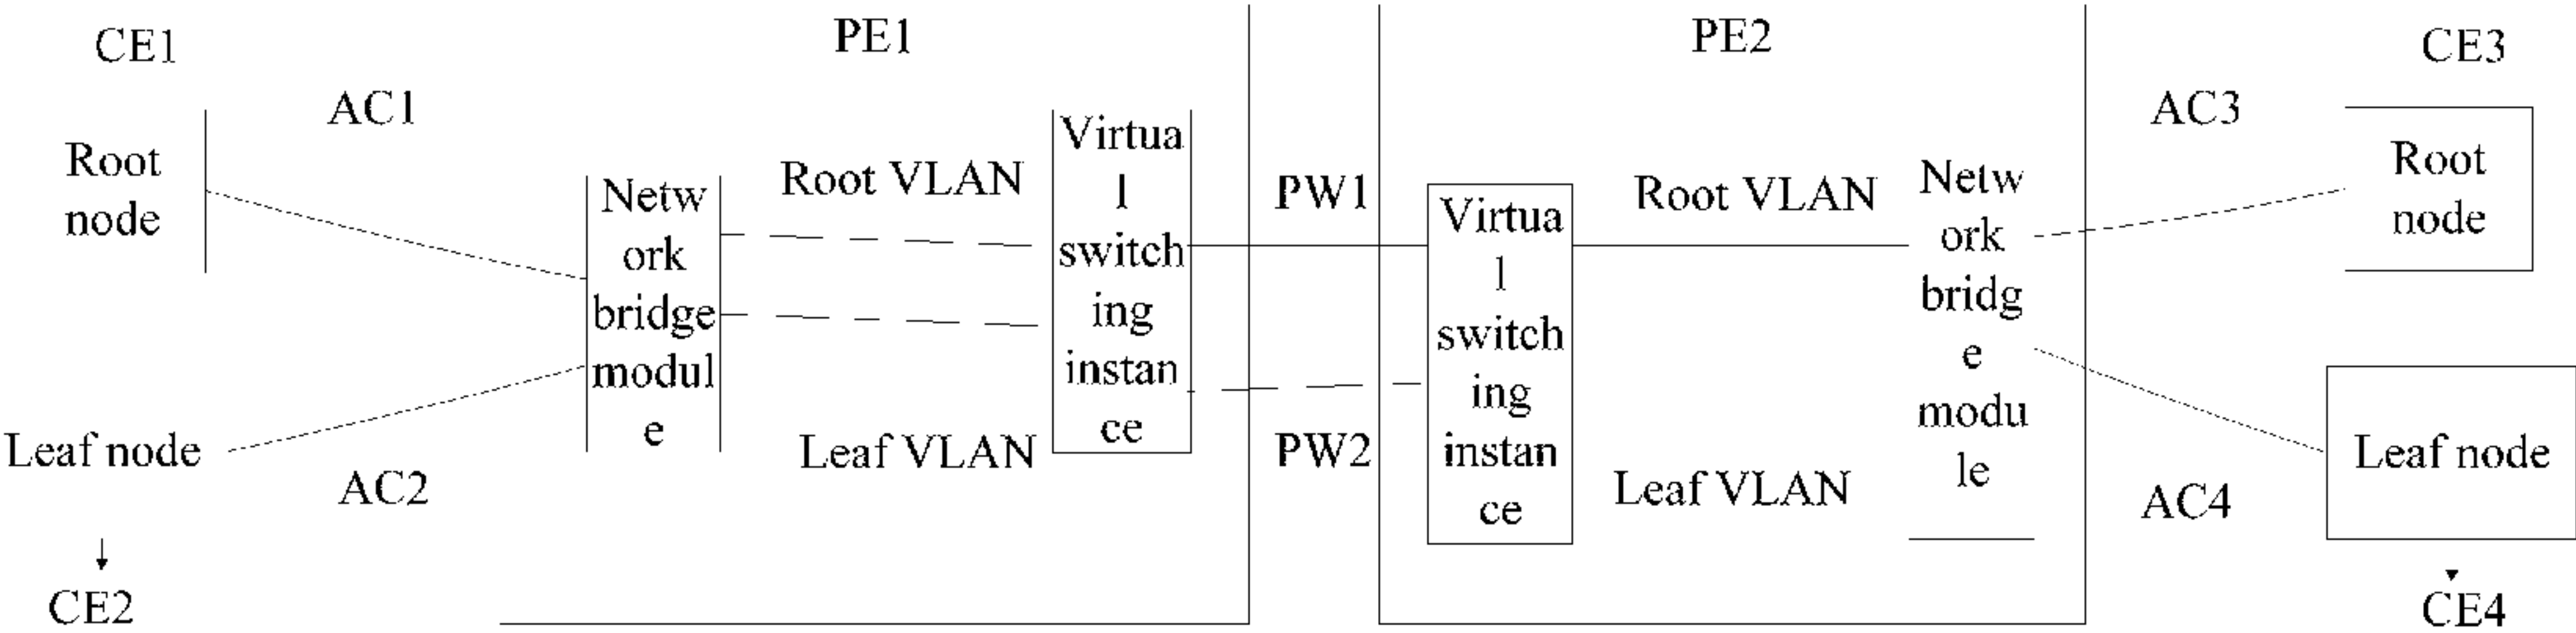 CE1
PE1
PE2
CE3
AC1
AC3
Root
node
Netw
ork
bridge
modul
e
Root VLAN
Leaf VLAN
Virtua
l
switch
ing
instan
ce
PW1
PW2
Virtua
l
switch
ing
instan
ce
Root VLAN
Leaf VLAN
Netw
ork
bridg
e
modu
le
Root
node
Leaf node
AC2
CE2
AC4
Leaf node
CE4